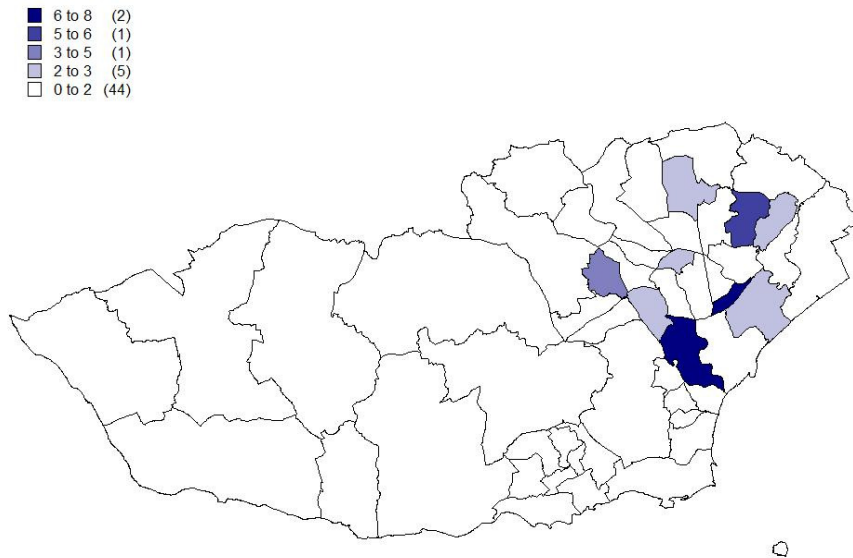 6 to 8 (2)
5 to 6 (1)
3 to 5 (1)
2 to 3 (5)
0 to 2 (44)